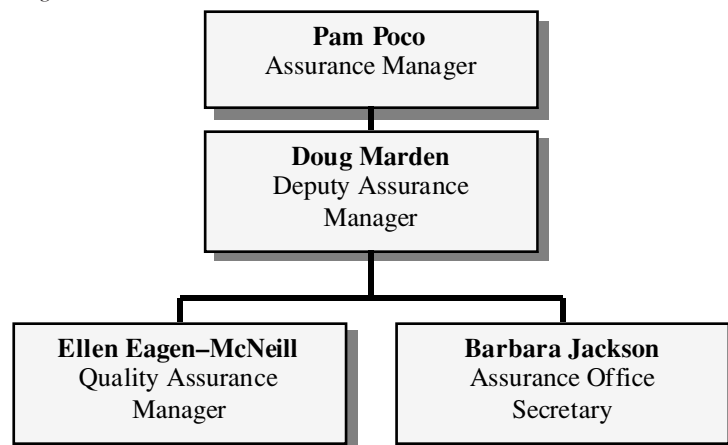 Pam Poco
Assurance Manager
Doug Marden
Deputy Assurance
Manager
Ellen Eagen–McNeill
Quality Assurance
Manager
Barbara Jackson
Assurance Office
Secretary